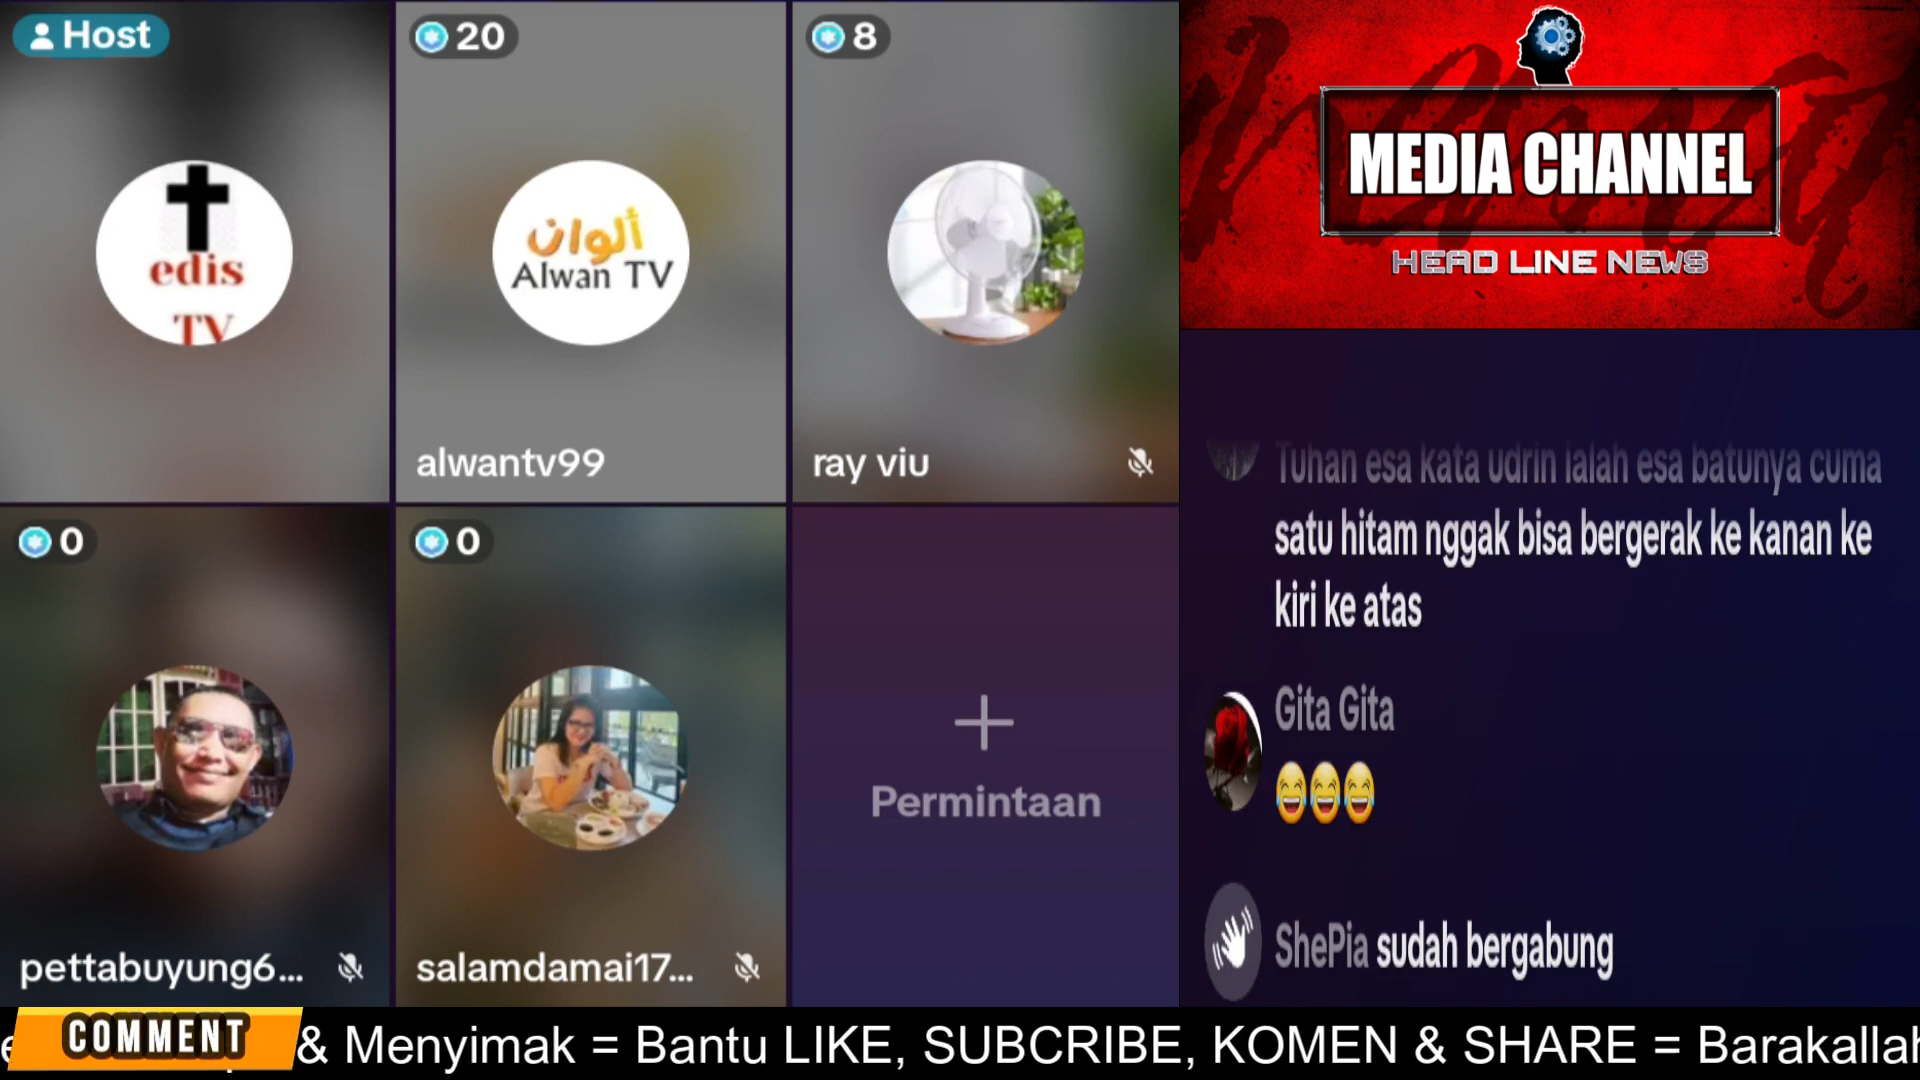 Host
20
8
edis
TV
ألوان
Alwan TV
alwantv99
ray viu
0
0
Permintaan
pettabuyung6...
salamdamai17...
MEDIA CHANNEL
HEAD LINE NEWS
Tuhan esa kata udrin ialah esa batunya cuma
satu hitam nggak bisa bergerak ke kanan ke
kiri ke atas
Gita Gita
😂😂😂
ShePia sudah bergabung
COMMENT
& Menyimak = Bantu LIKE, SUBCRIBE, KOMEN & SHARE = Barakallah